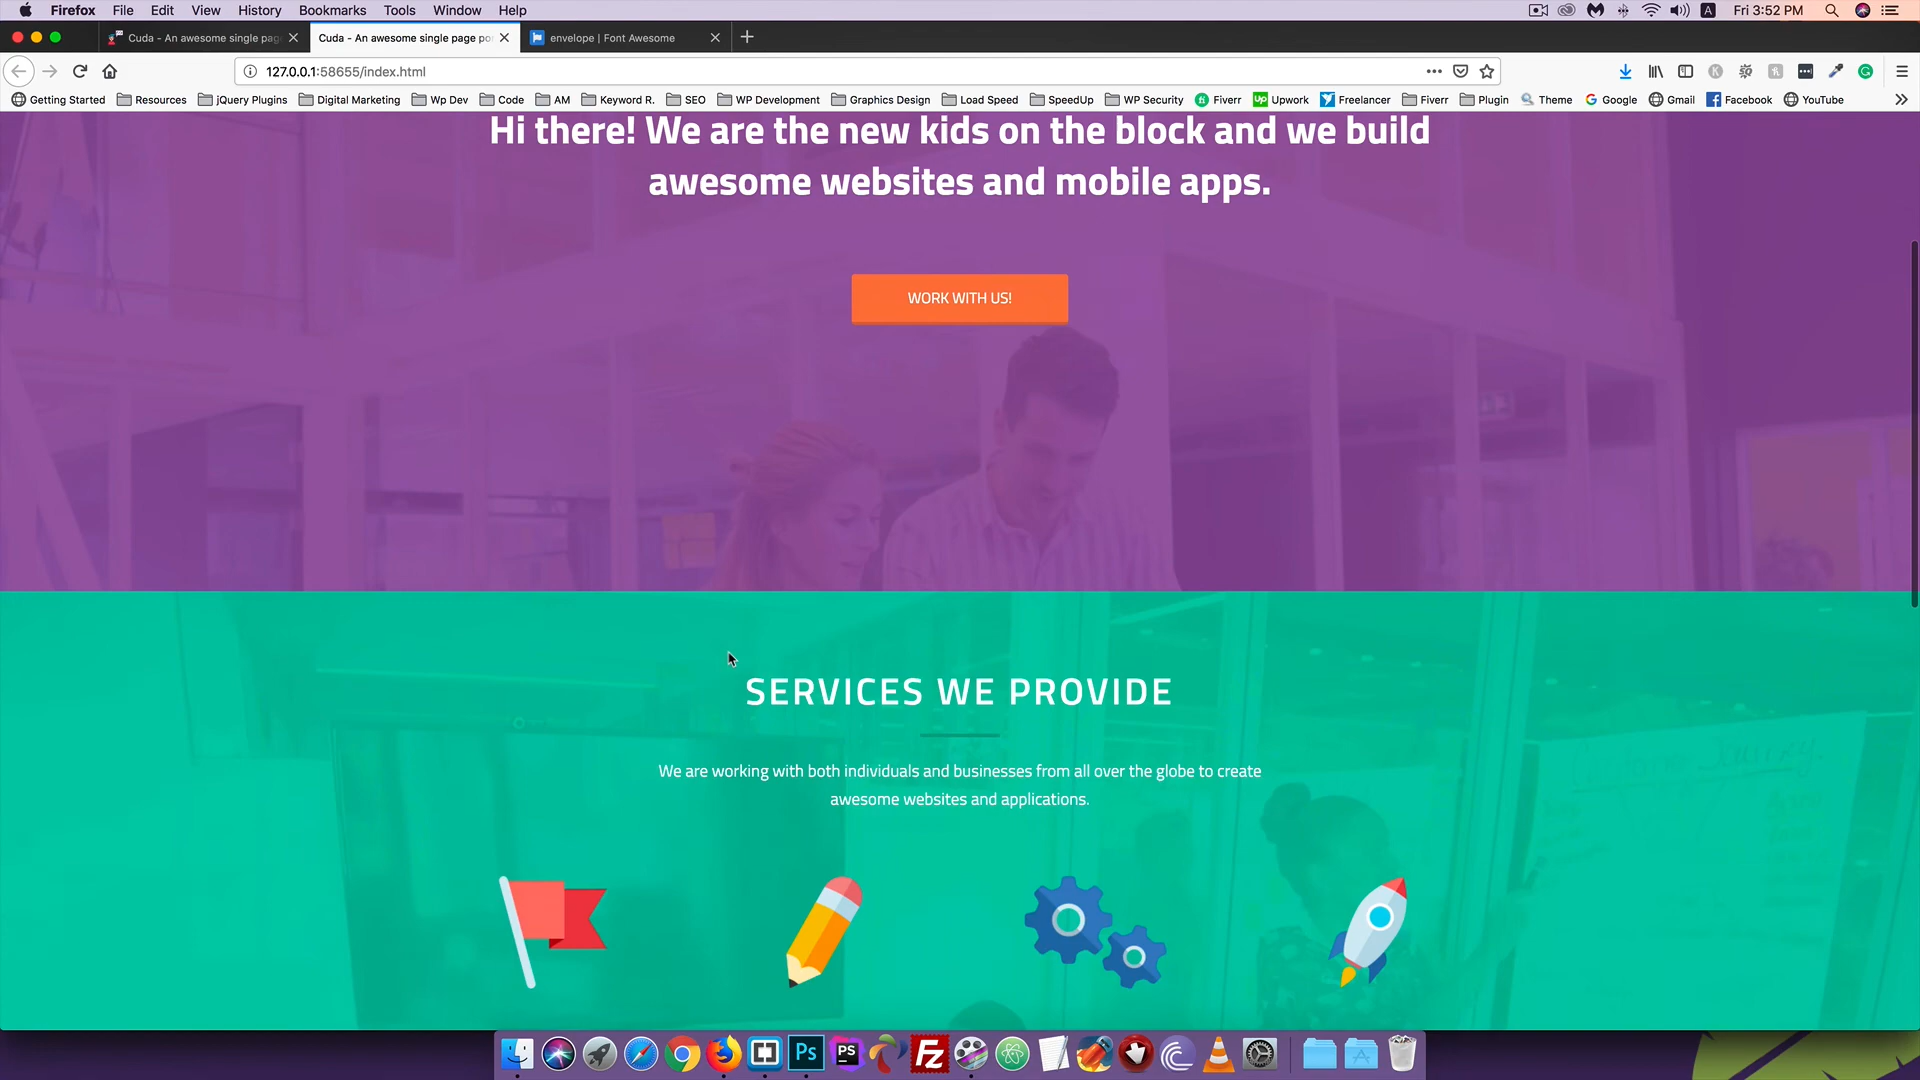 Firefox File Edit View History Bookmarks Tools Window Help A Fri 3:52 PM
Cuda - An awesome single pag Cuda - An awesome single page po envelope | Font Awesome
127.0.0.1:58655/index.html
Getting Started Resources jQuery Plugins Digital Marketing Wp Dev Code AM Keyword R. SEO WP Development Graphics Design Load Speed SpeedUp WP Security Fiverr Upwork Freelancer Fiverr Plugin Theme Google Gmail Facebook YouTube
Hi there! We are the new kids on the block and we build
awesome websites and mobile apps.
WORK WITH US!
SERVICES WE PROVIDE
We are working with both individuals and businesses from all over the globe to create
awesome websites and applications.
Ps PS FZ